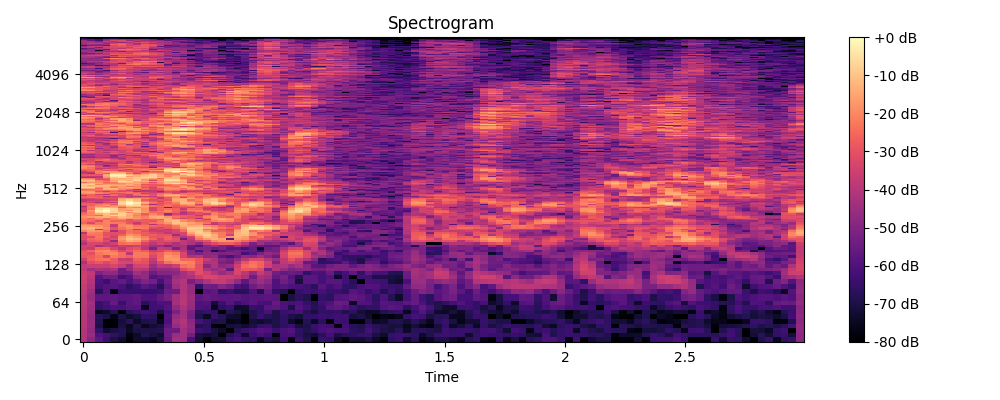 Spectrogram
+0 dB
4096
-10 dB
2048
-20 dB
1024
-30 dB
Hz
512
-40 dB
256
-50 dB
128
-60 dB
64
-70 dB
0
-80 dB
0 0.5 1 1.5 2 2.5
Time